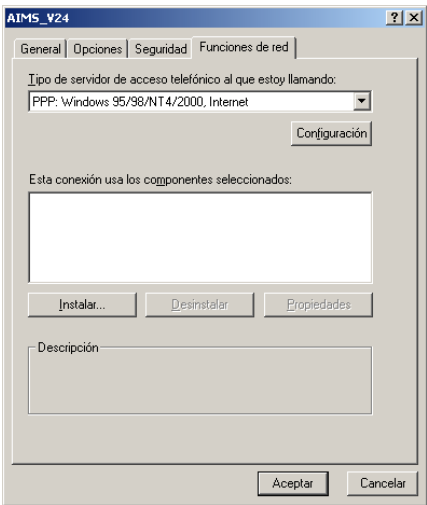 AIMS_V24
General Opciones Seguridad Funciones de red
Tipo de servidor de acceso telefónico al que estoy llamando:
PPP: Windows 95/98/NT4/2000, Internet
Configuración
Esta conexión usa los componentes seleccionados:
Instalar... Desinstalar Propiedades
Descripción
Aceptar Cancelar